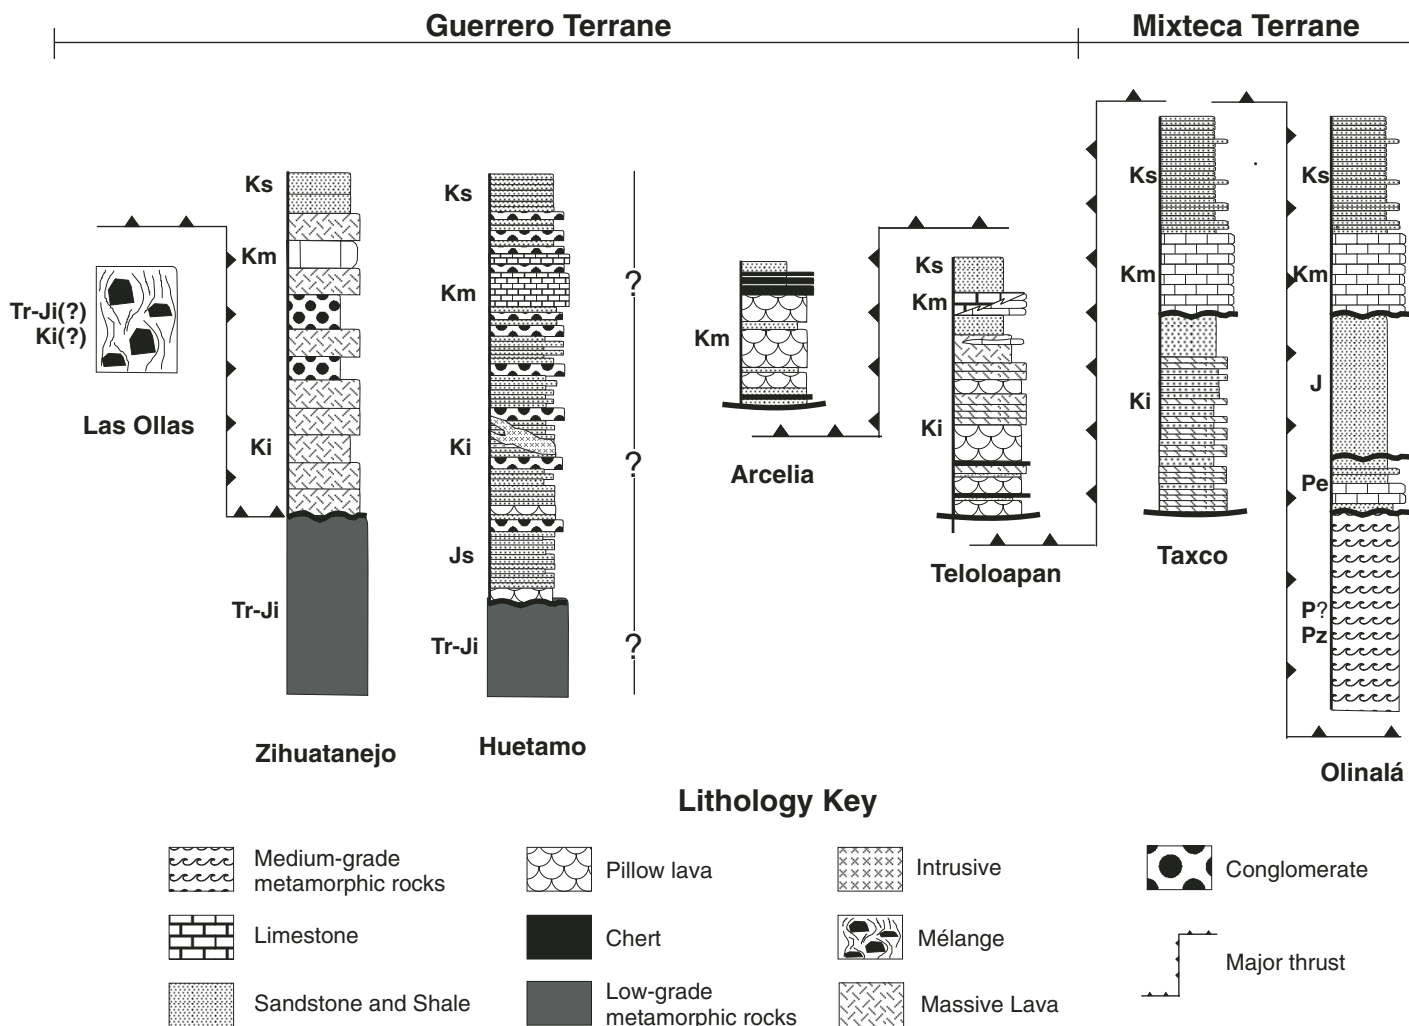 Guerrero Terrane
Mixteca Terrane
Las Ollas
Tr-Ji(?)
Ki(?)
Zihuatanejo
Ks
Km
Ki
Tr-Ji
Huetamo
Ks
Km
Ki
Js
Tr-Ji
?
?
?
Arcelia
Km
Teloloapan
Ks
Km
Ki
Taxco
Ks
Km
Ki
Olinalá
Ks
Km
J
Pe
P?
Pz
Lithology Key
Medium-grade
metamorphic rocks
Limestone
Sandstone and Shale
Pillow lava
Chert
Low-grade
metamorphic rocks
Intrusive
Mélange
Massive Lava
Conglomerate
Major thrust